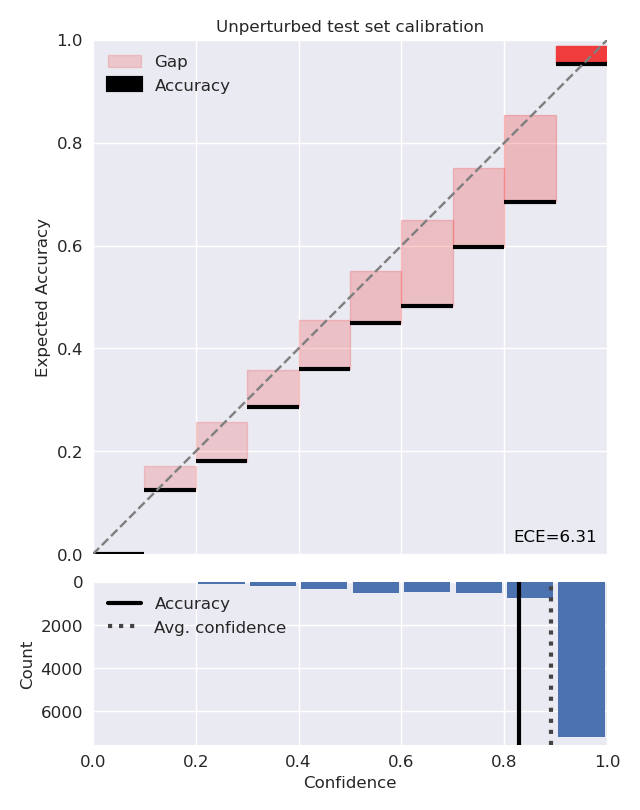 Unperturbed test set calibration
1.0
Gap
Accuracy
0.8
0.6
Expected Accuracy
0.4
0.2
ECE=6.31
0.0
0
Accuracy
2000
Avg. confidence
Count
4000
6000
0.0 0.2 0.4 0.6 0.8 1.0
Confidence